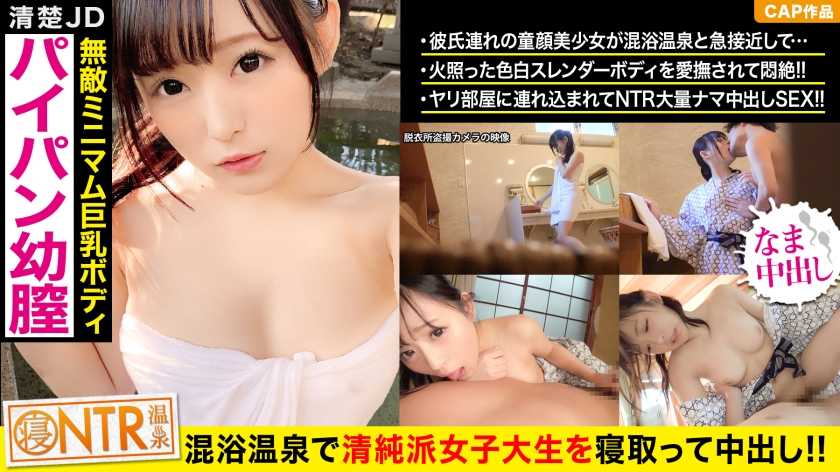 清楚JD
無敵ミニマム巨乳ボディ
パイパン幼膣
CAP作品
・彼氏連れの童顔美少女が混浴温泉と急接近して…
・火照った色白スレンダーボディを愛撫されて悶絶!!
・ヤリ部屋に連れ込まれてNTR大量ナマ中出しSEX!!
脱衣所盗撮カメラの映像
なま
中出し
寝NTR温泉
混浴温泉で清純派女子大生を寝取って中出し!!